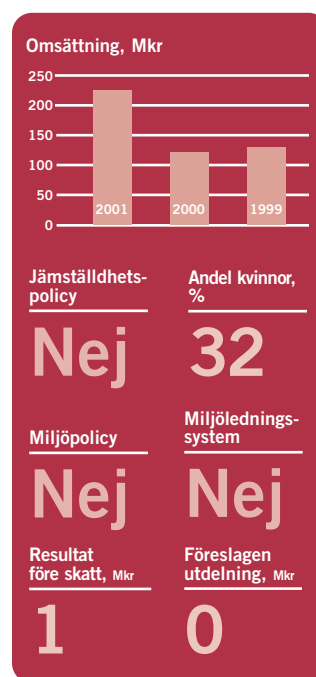 Omsättning, Mkr
250
200
150
100
50
0
2001 2000 1999
Jämställdhets-
policy
Nej
Andel kvinnor,
%
32
Miljöpolicy
Nej
Miljölednings-
system
Nej
Resultat
före skatt, Mkr
1
Föreslagen
utdelning, Mkr
0